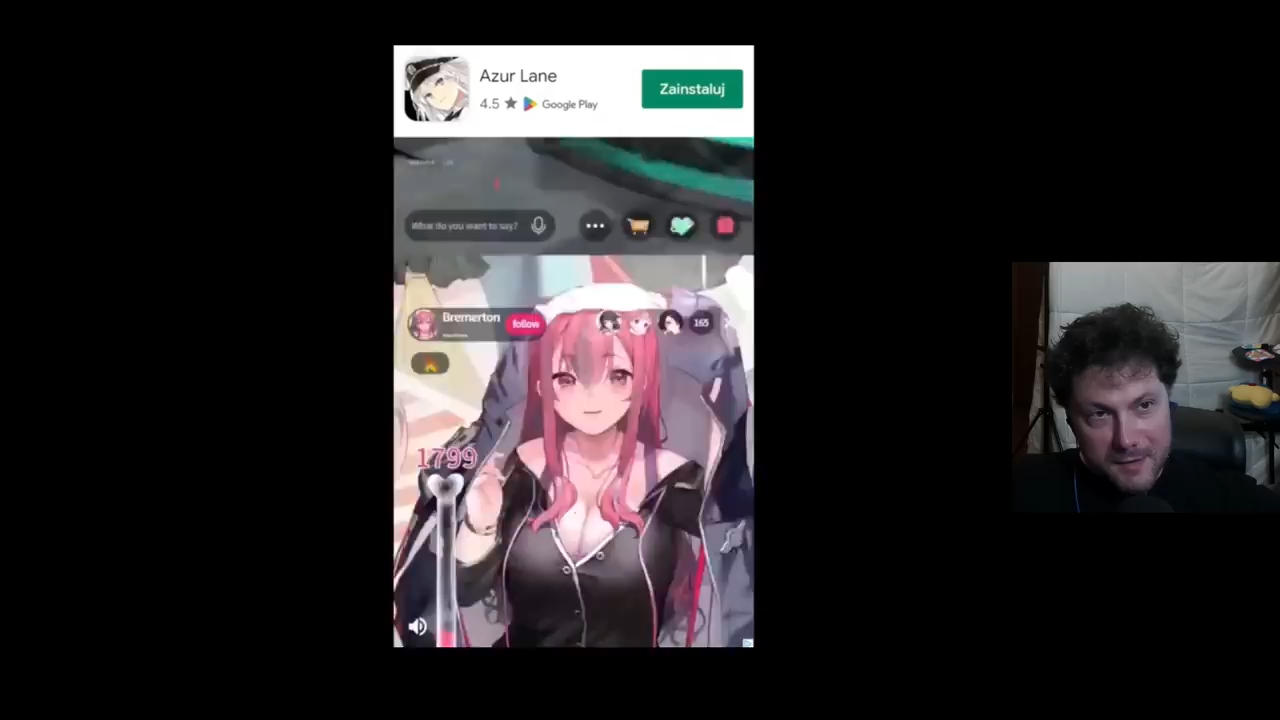 Azur Lane
4.5 ★ Google Play
Zainstaluj
What do you want to say?
Bremerton
follow
165
1799